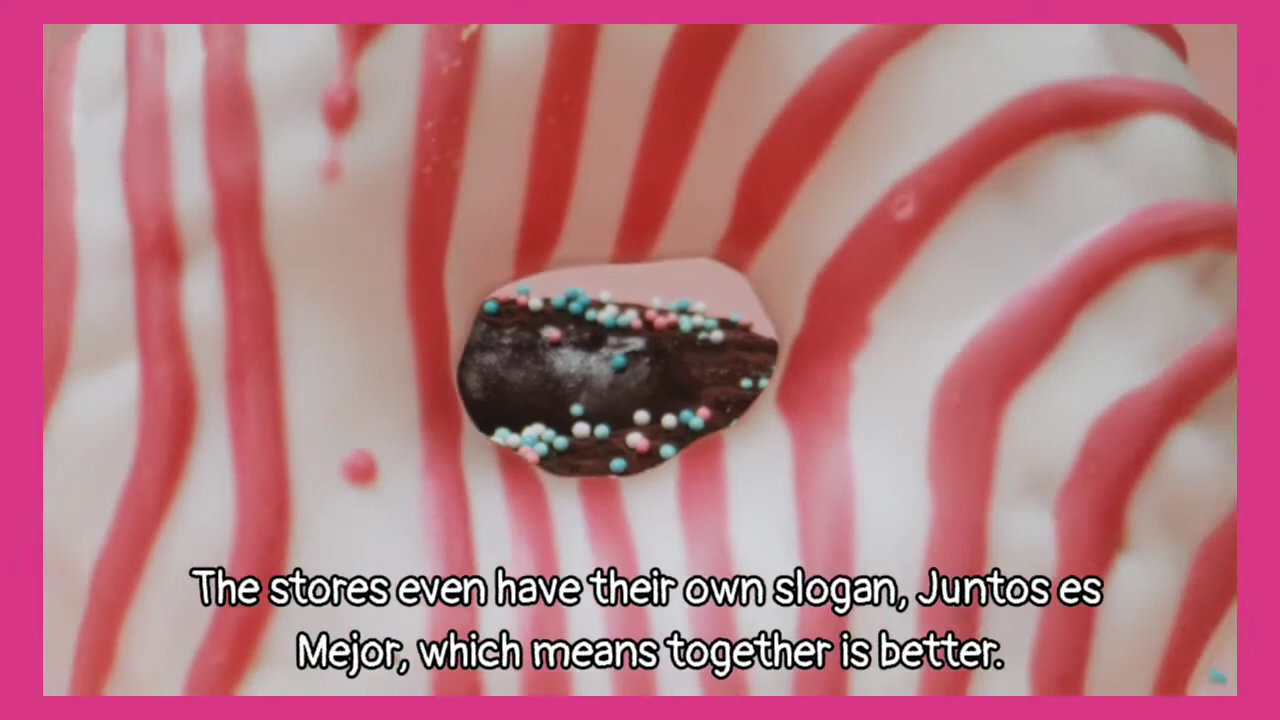 The stores even have their own slogan, Juntos es
Mejor, which means together is better.